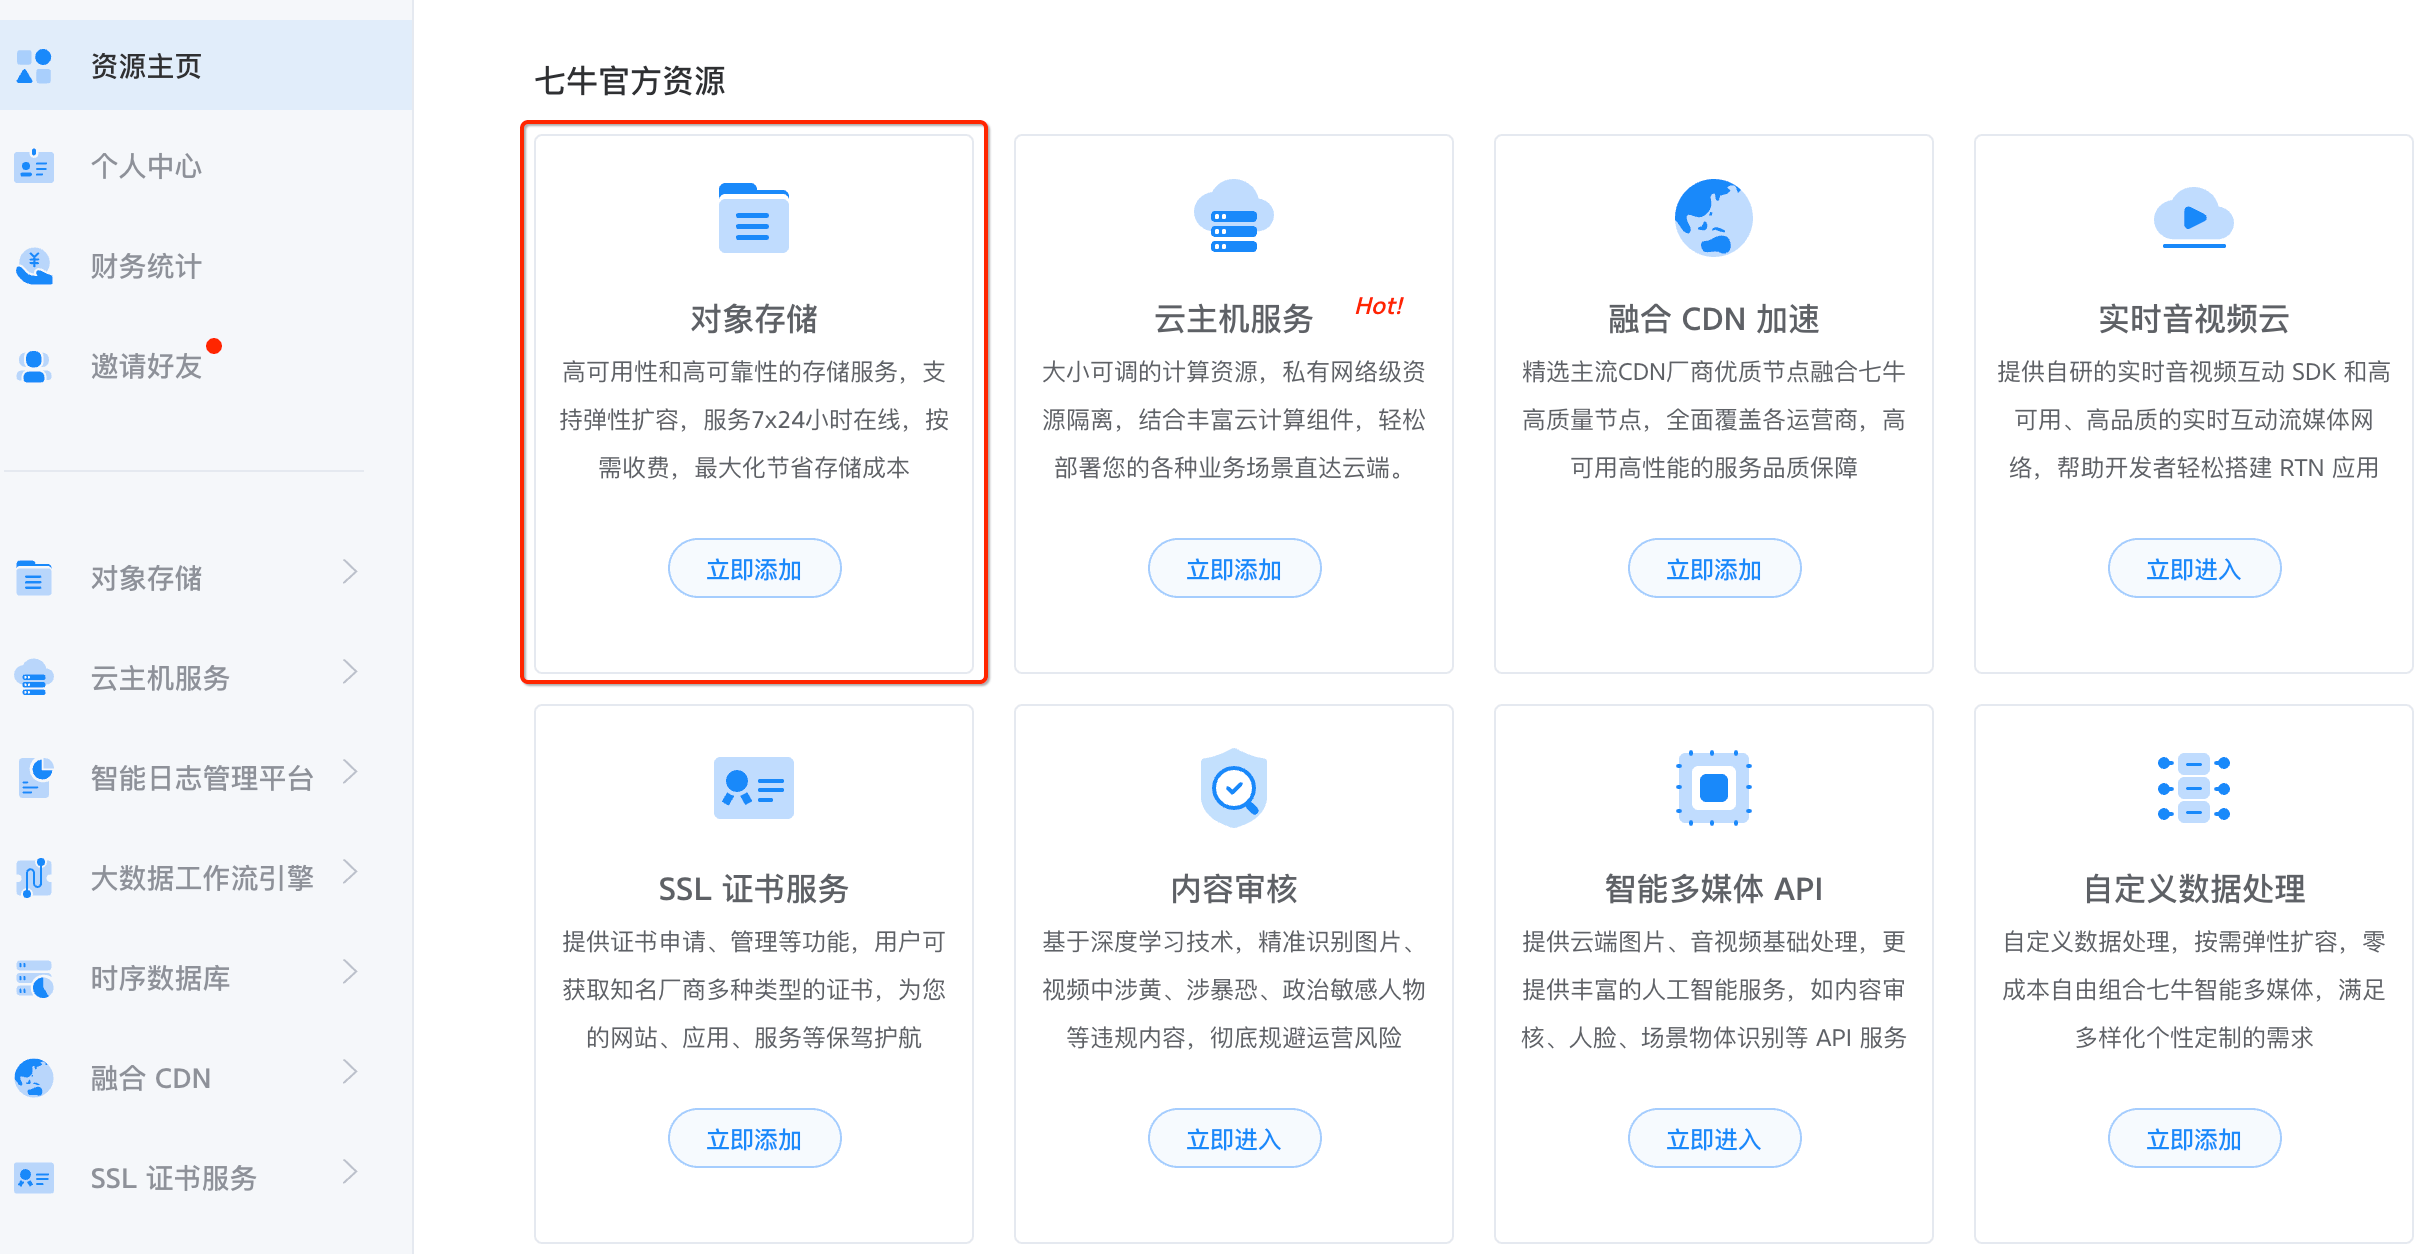 资源主页
个人中心
财务统计
邀请好友
对象存储
云主机服务
智能日志管理平台
大数据工作流引擎
时序数据库
融合 CDN
SSL 证书服务
七牛官方资源
对象存储
高可用性和高可靠性的存储服务，支
持弹性扩容，服务7x24小时在线，按
需收费，最大化节省存储成本
立即添加
云主机服务
Hot!
大小可调的计算资源，私有网络级资
源隔离，结合丰富云计算组件，轻松
部署您的各种业务场景直达云端。
立即添加
融合 CDN 加速
精选主流CDN厂商优质节点融合七牛
高质量节点，全面覆盖各运营商，高
可用高性能的服务品质保障
立即添加
实时音视频云
提供自研的实时音视频互动 SDK 和高
可用、高品质的实时互动流媒体网
络，帮助开发者轻松搭建 RTN 应用
立即进入
SSL 证书服务
提供证书申请、管理等功能，用户可
获取知名厂商多种类型的证书，为您
的网站、应用、服务等保驾护航
立即添加
内容审核
基于深度学习技术，精准识别图片、
视频中涉黄、涉暴恐、政治敏感人物
等违规内容，彻底规避运营风险
立即进入
智能多媒体 API
提供云端图片、音视频基础处理，更
提供丰富的人工智能服务，如内容审
核、人脸、场景物体识别等 API 服务
立即进入
自定义数据处理
自定义数据处理，按需弹性扩容，零
成本自由组合七牛智能多媒体，满足
多样化个性定制的需求
立即添加